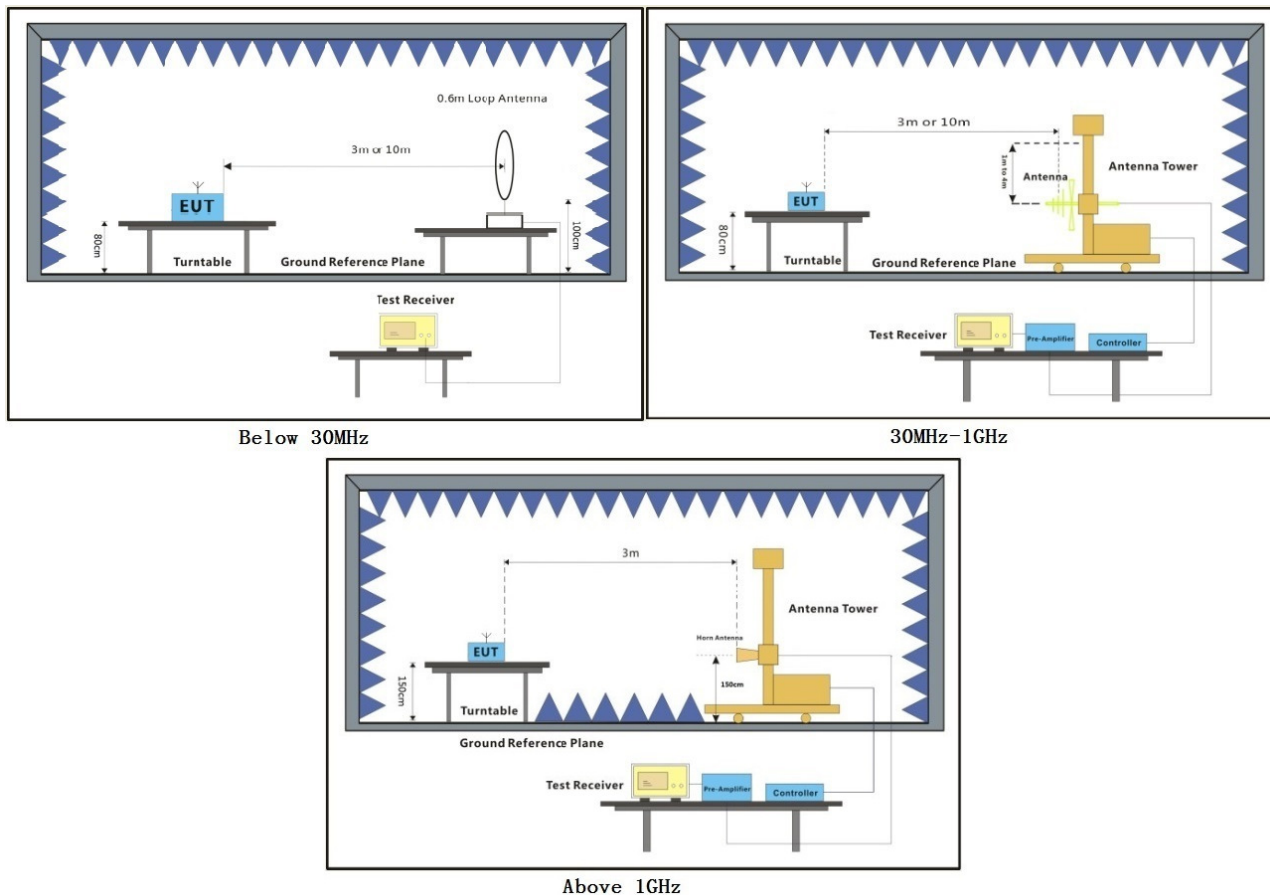 0.6m Loop Antenna
3m or 10m
EUT
80cm
100cm
Turntable
Ground Reference Plane
Test Receiver
Below 30MHz
3m or 10m
1m to 4m
Antenna
Antenna Tower
EUT
80cm
Turntable
Ground Reference Plane
Test Receiver
Pre-Amplifier
Controller
30MHz-1GHz
3m
Antenna Tower
Horn Antenna
EUT
150cm
150cm
Turntable
Ground Reference Plane
Test Receiver
Pre-Amplifier
Controller
Above 1GHz